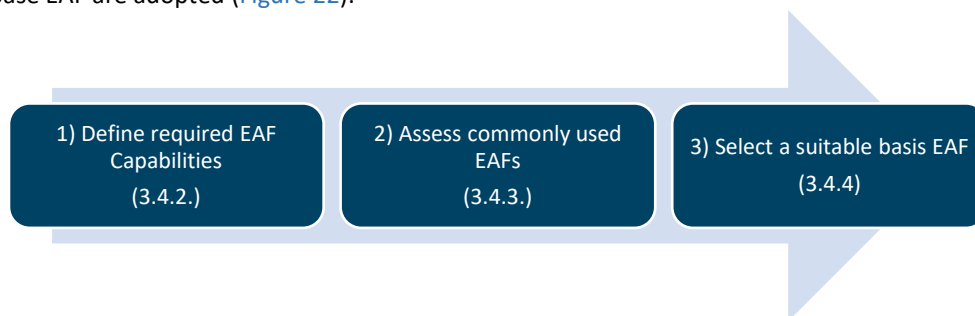 base EAF are adopted (Figure 22).
1) Define required EAF
Capabilities
(3.4.2.)
2) Assess commonly used
EAFs
(3.4.3.)
3) Select a suitable basis EAF
(3.4.4)